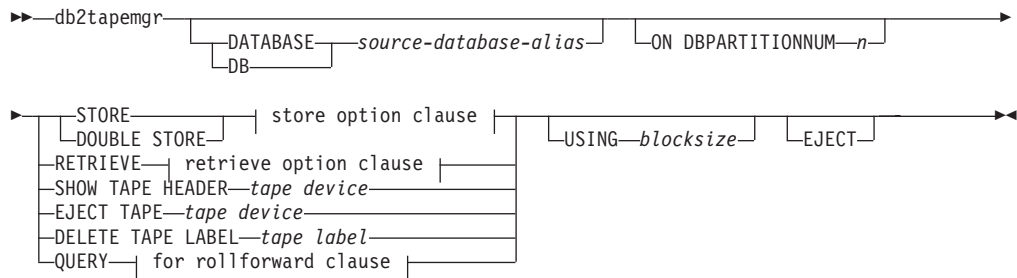 db2tapemgr DATABASE source-database-alias ON DBPARTITIONNUM n
DB
STORE store option clause USING blocksize EJECT
DOUBLE STORE
RETRIEVE retrieve option clause
SHOW TAPE HEADER tape device
EJECT TAPE tape device
DELETE TAPE LABEL tape label
QUERY for rollforward clause